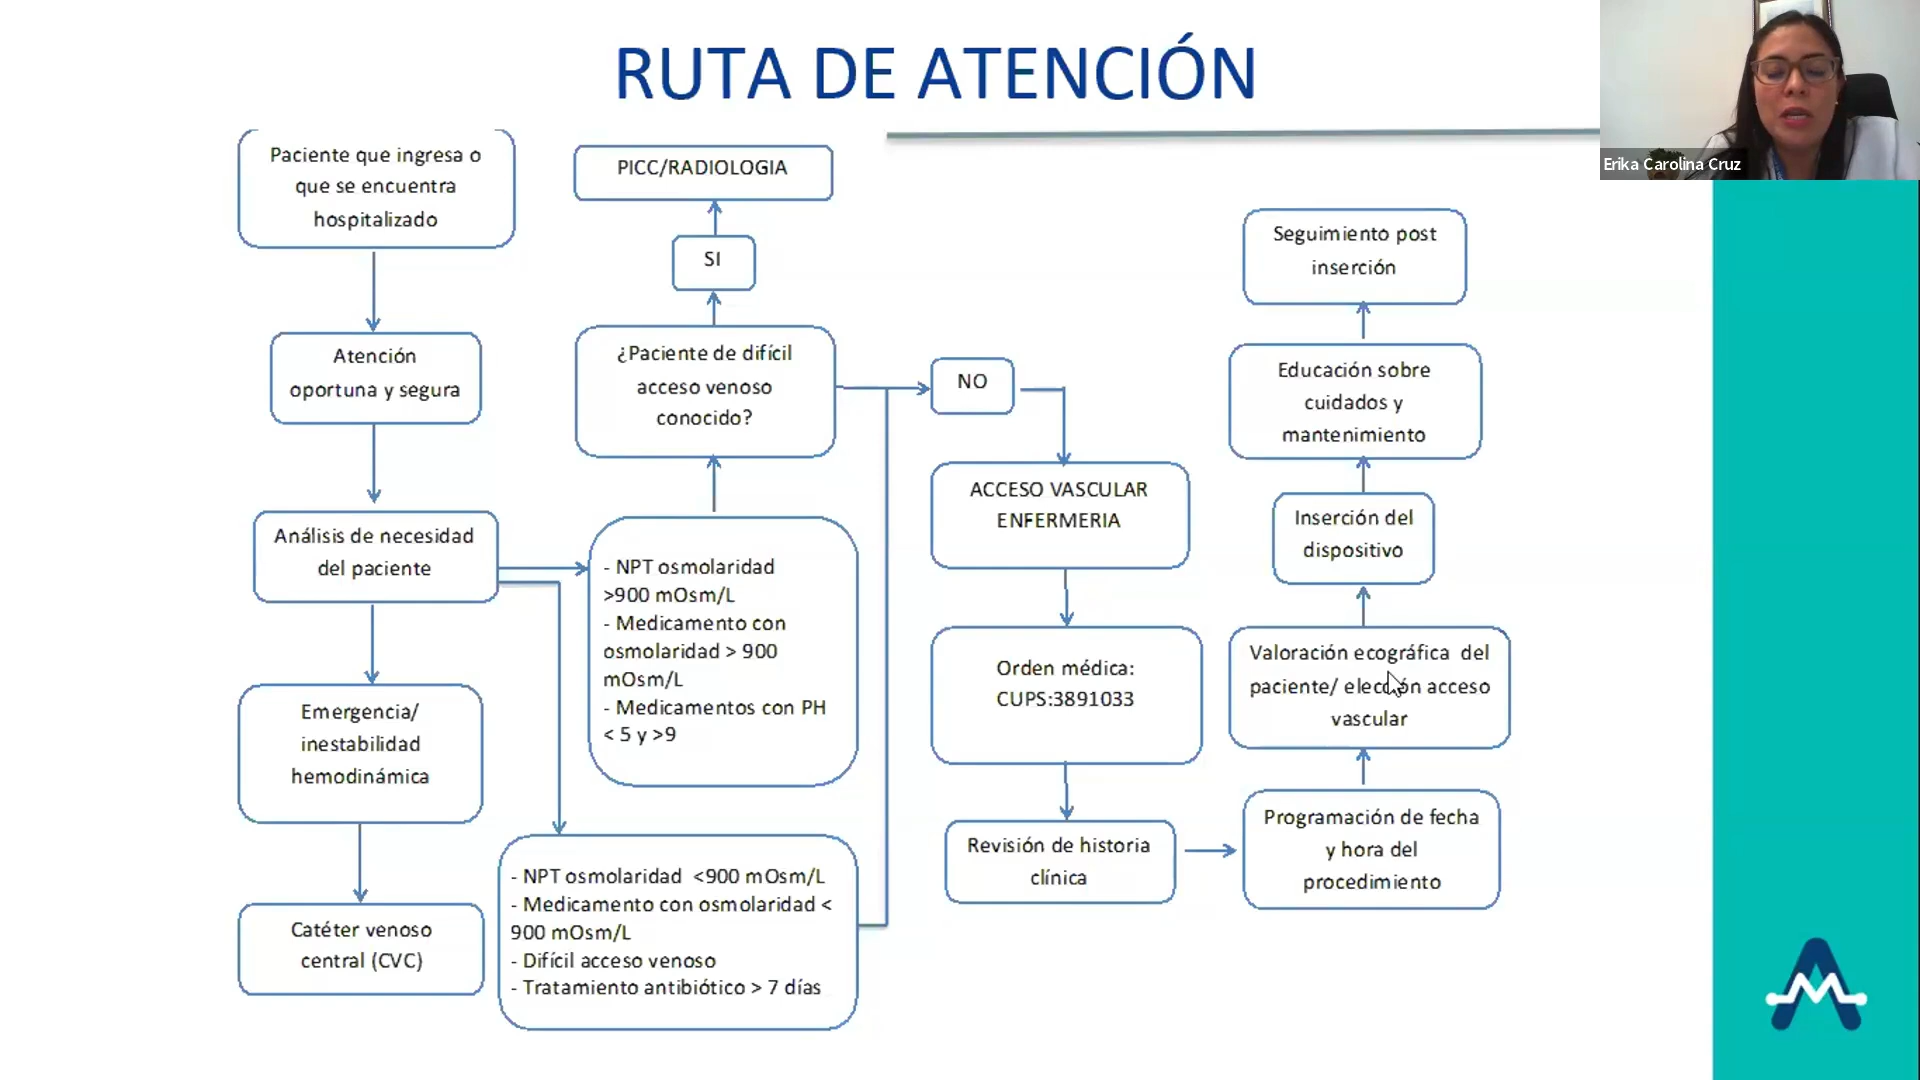 RUTA DE ATENCIÓN
Erika Carolina Cruz
Paciente que ingresa o
que se encuentra
hospitalizado
Atención
oportuna y segura
Análisis de necesidad
del paciente
Emergencia/
inestabilidad
hemodinámica
Catéter venoso
central (CVC)
PICC/RADIOLOGIA
SI
¿Paciente de difícil
acceso venoso
conocido?
- NPT osmolaridad
>900 mOsm/L
- Medicamento con
osmolaridad > 900
mOsm/L
- Medicamentos con PH
< 5 y >9
- NPT osmolaridad  <900 mOsm/L
- Medicamento con osmolaridad <
900 mOsm/L
- Difícil acceso venoso
- Tratamiento antibiótico > 7 días
NO
ACCESO VASCULAR
ENFERMERIA
Orden médica:
CUPS:3891033
Revisión de historia
clínica
Programación de fecha
y hora del
procedimiento
Valoración ecográfica  del
paciente/ elección acceso
vascular
Inserción del
dispositivo
Educación sobre
cuidados y
mantenimiento
Seguimiento post
inserción